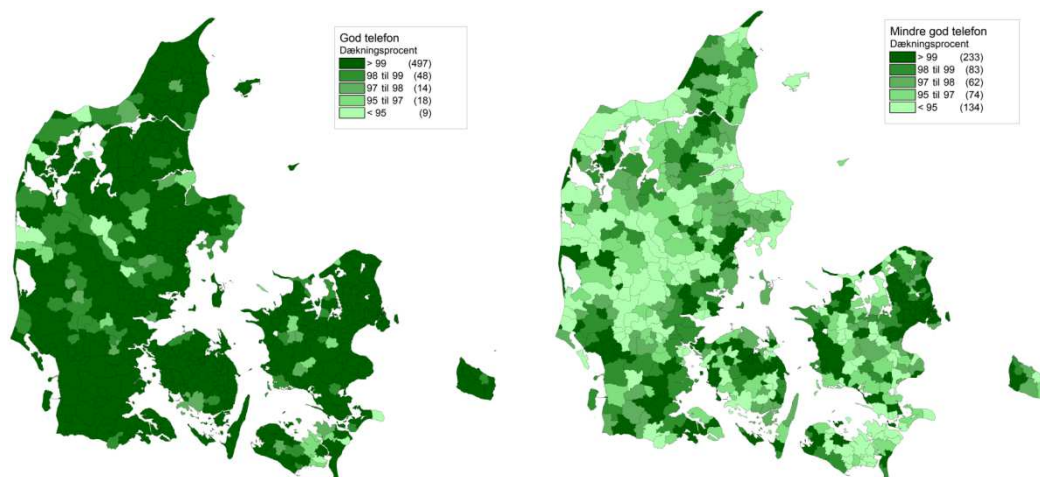 God telefon
Dækningsprocent
> 99 (497)
98 til 99 (48)
97 til 98 (14)
95 til 97 (18)
< 95 (9)
Mindre god telefon
Dækningsprocent
> 99 (233)
98 til 99 (83)
97 til 98 (62)
95 til 97 (74)
< 95 (134)